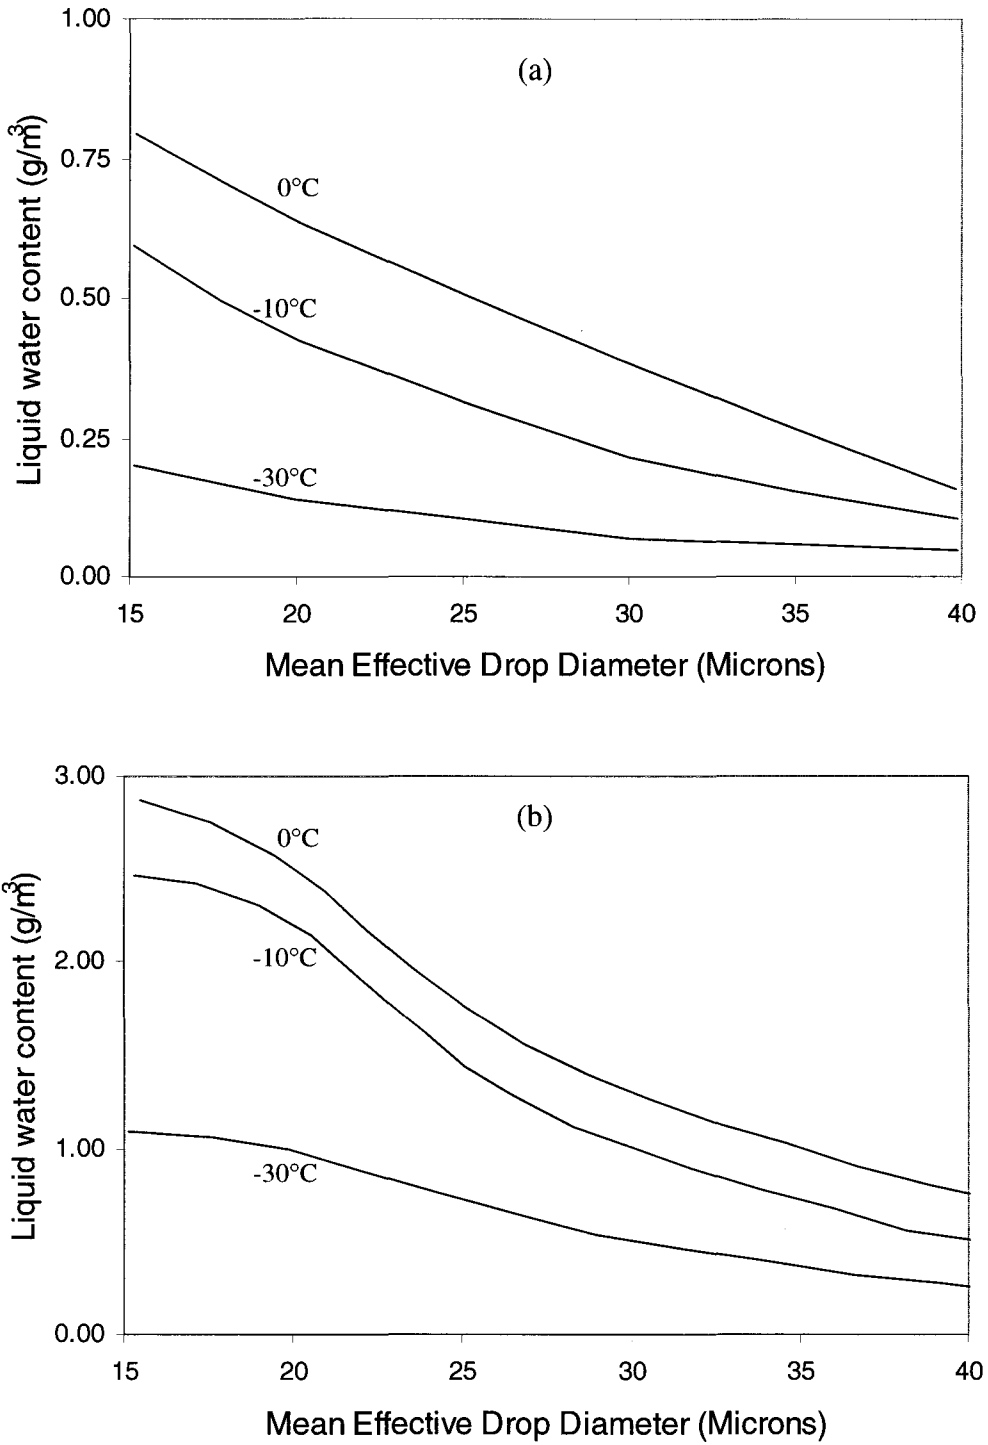 1.00
(a)
Liquid water content (g/m³)
0.75
0°C
0.50
-10°C
0.25
-30°C
0.00
15 20 25 30 35 40
Mean Effective Drop Diameter (Microns)
3.00
(b)
0°C
Liquid water content (g/m³)
2.00
-10°C
1.00
-30°C
0.00
15 20 25 30 35 40
Mean Effective Drop Diameter (Microns)